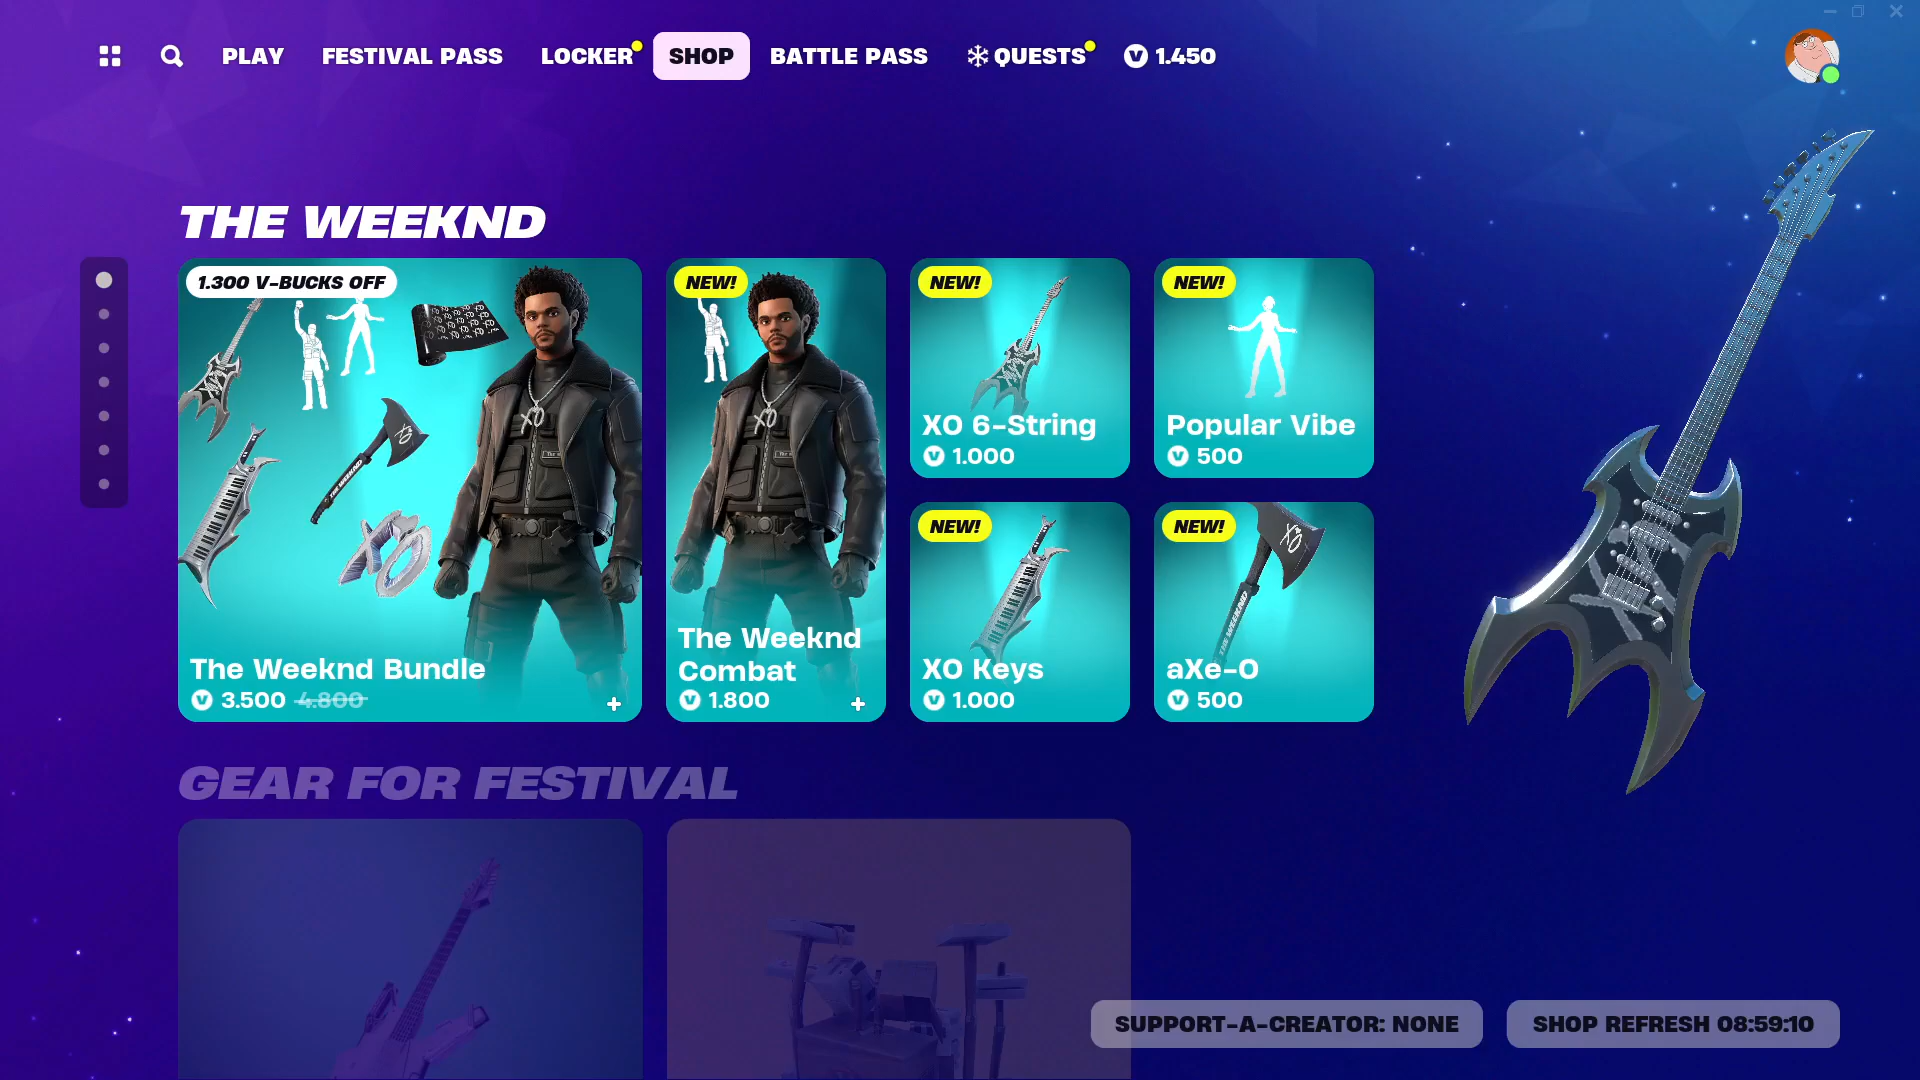 PLAY
FESTIVAL PASS
LOCKER
SHOP
BATTLE PASS
QUESTS
1.450
THE WEEKND
1.300 V-BUCKS OFF
The Weeknd Bundle
3.500 4.800
NEW!
The Weeknd
Combat
1.800
NEW!
XO 6-String
1.000
NEW!
Popular Vibe
500
NEW!
XO Keys
1.000
NEW!
THE WEEKND
aXe-O
500
GEAR FOR FESTIVAL
SUPPORT-A-CREATOR: NONE
SHOP REFRESH 08:59:10